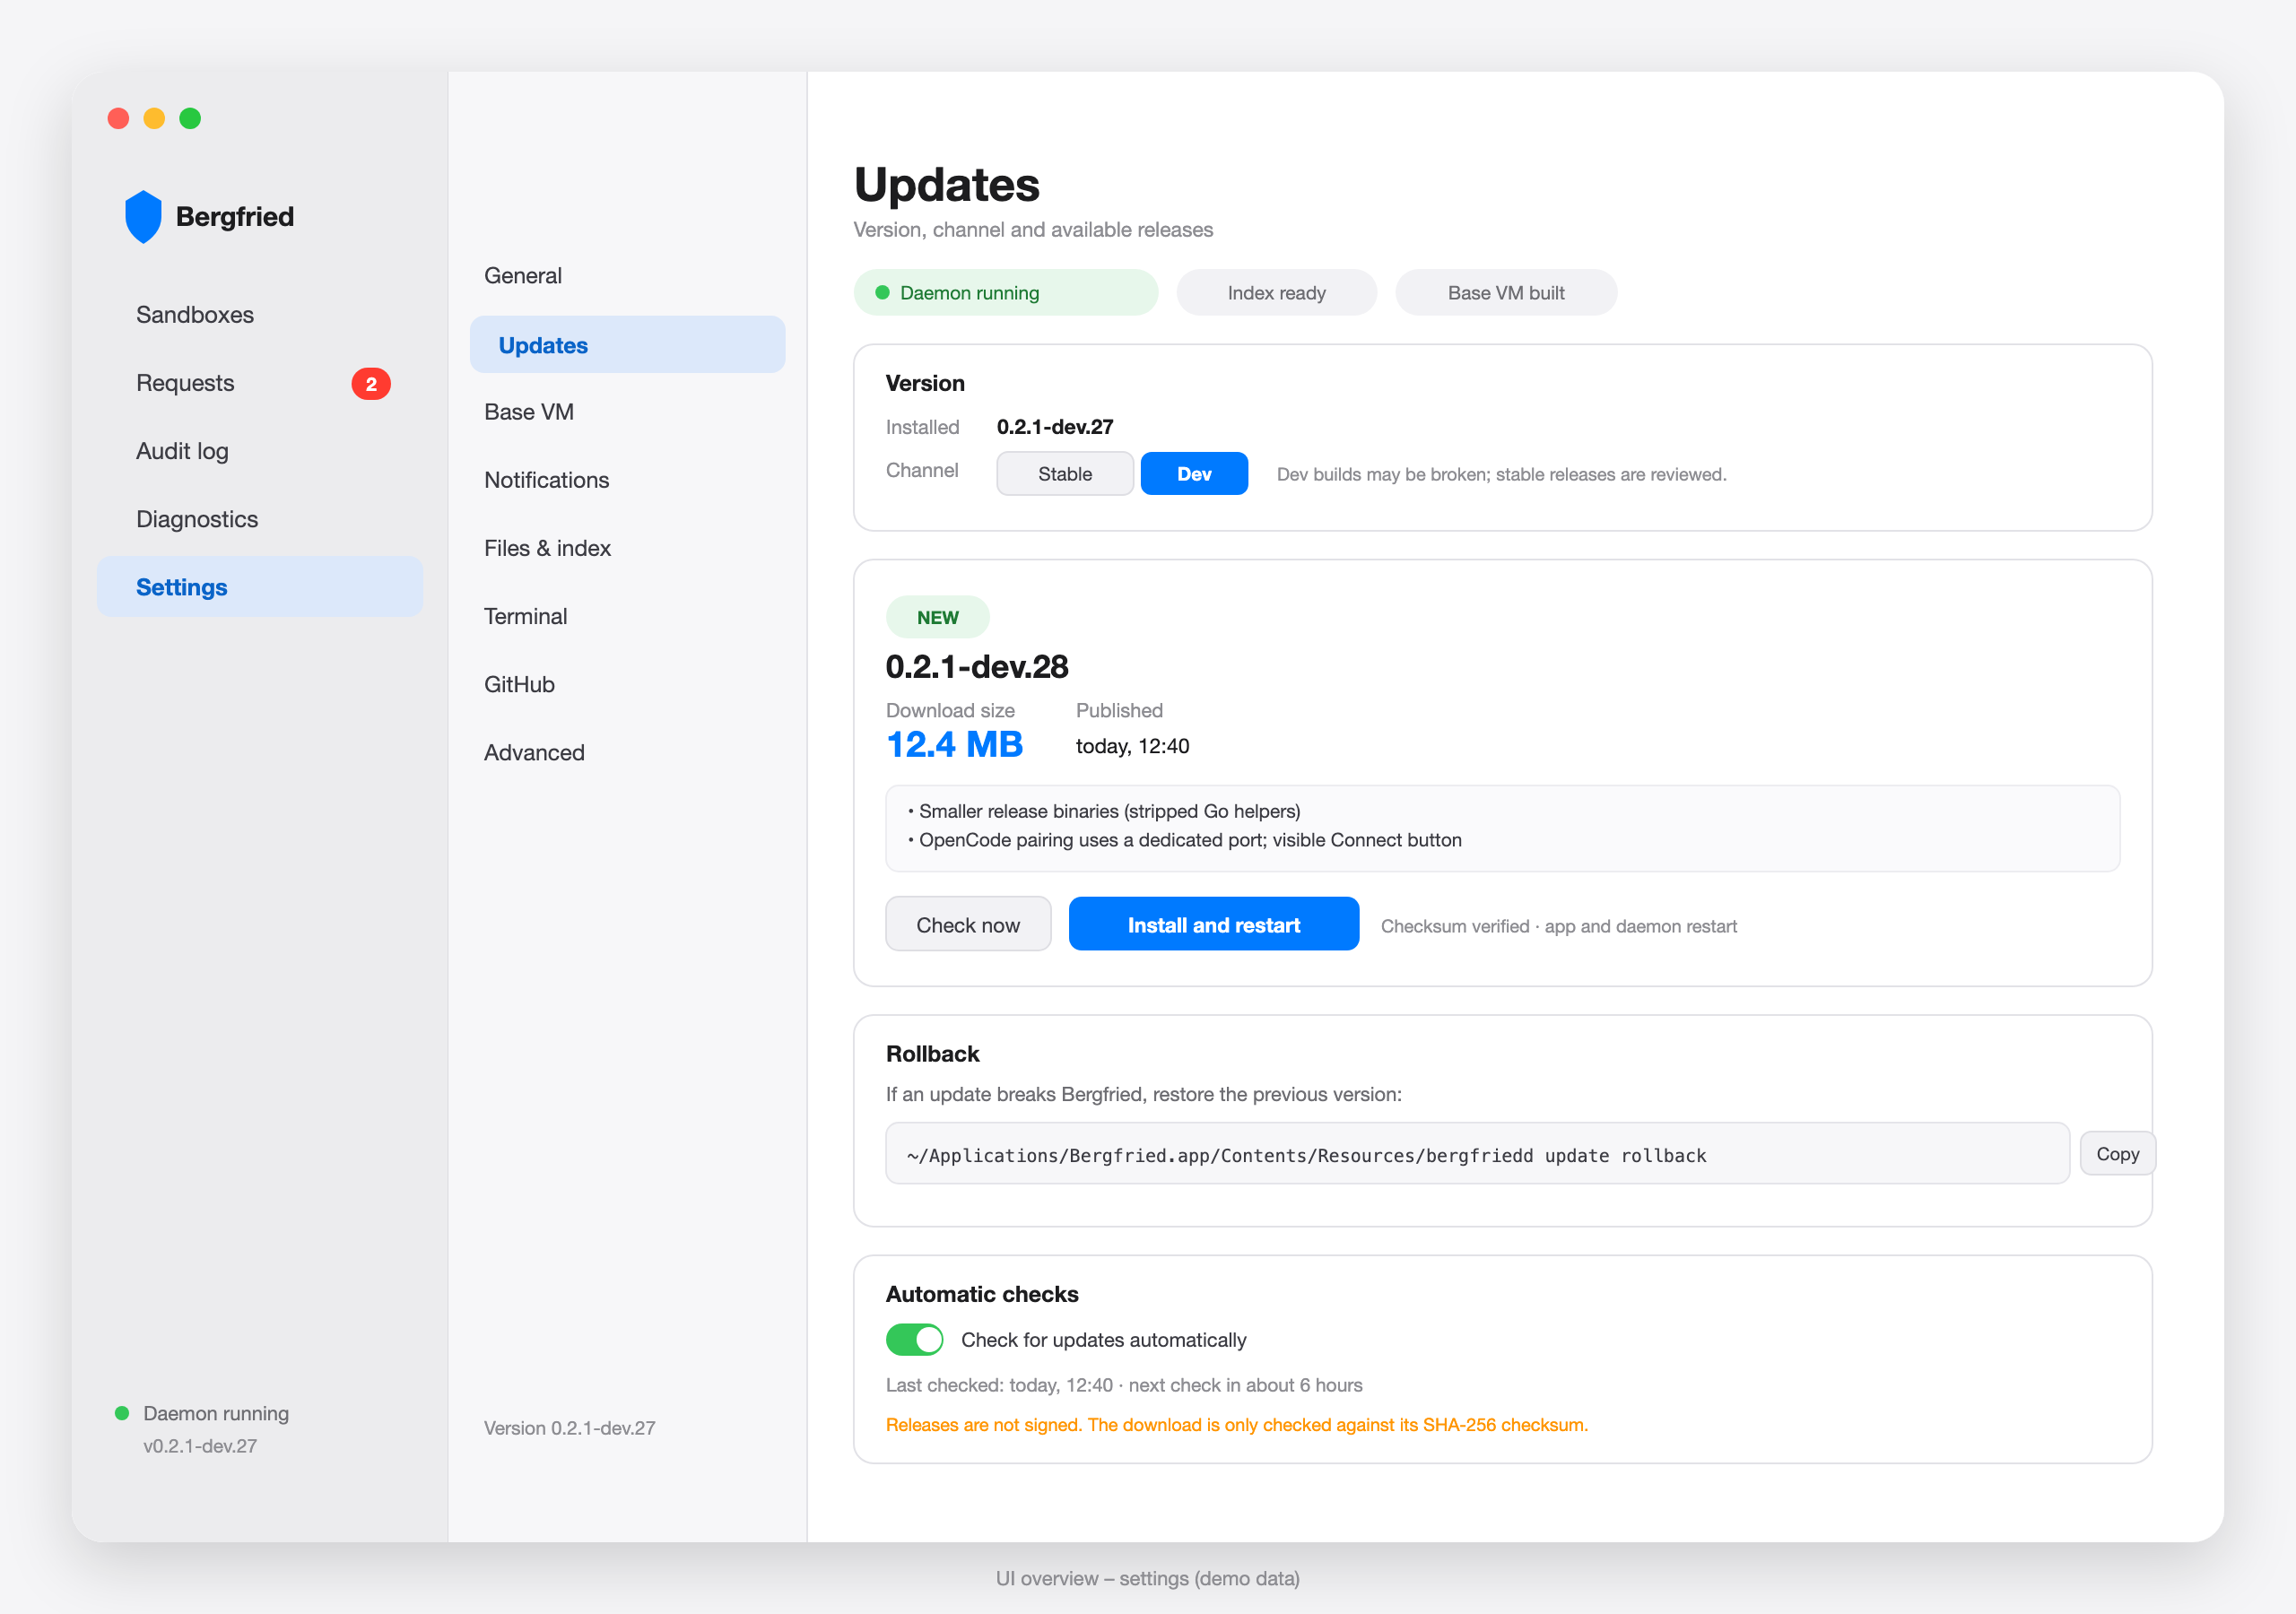 Bergfried
Sandboxes
Requests 2
Audit log
Diagnostics
Settings
Daemon running
v0.2.1-dev.27
General
Updates
Base VM
Notifications
Files & index
Terminal
GitHub
Advanced
Version 0.2.1-dev.27
Updates
Version, channel and available releases
Daemon running Index ready Base VM built
Version
Installed 0.2.1-dev.27
Channel Stable Dev Dev builds may be broken; stable releases are reviewed.
NEW
0.2.1-dev.28
Download size Published
12.4 MB today, 12:40
• Smaller release binaries (stripped Go helpers)
• OpenCode pairing uses a dedicated port; visible Connect button
Check now Install and restart Checksum verified · app and daemon restart
Rollback
If an update breaks Bergfried, restore the previous version:
~/Applications/Bergfried.app/Contents/Resources/bergfriedd update rollback Copy
Automatic checks
Check for updates automatically
Last checked: today, 12:40 · next check in about 6 hours
Releases are not signed. The download is only checked against its SHA-256 checksum.
UI overview – settings (demo data)